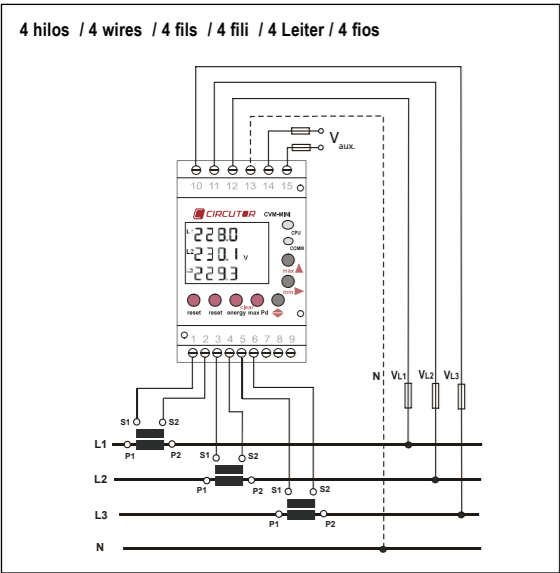 4 hilos / 4 wires / 4 fils / 4 fili / 4 Leiter / 4 fios
V aux.
10 11 12 13 14 15
CIRCUTOR CVM-MINI
CPU
COMM
L1 228.0
L2 230.1 V
L3 229.3
max
min
clear
reset reset energy max Pd
1 2 3 4 5 6 7 8 9
N VL1 VL2 VL3
S1 S2
L1 P1 P2
S1 S2
L2 P1 P2
S1 S2
L3 P1 P2
N